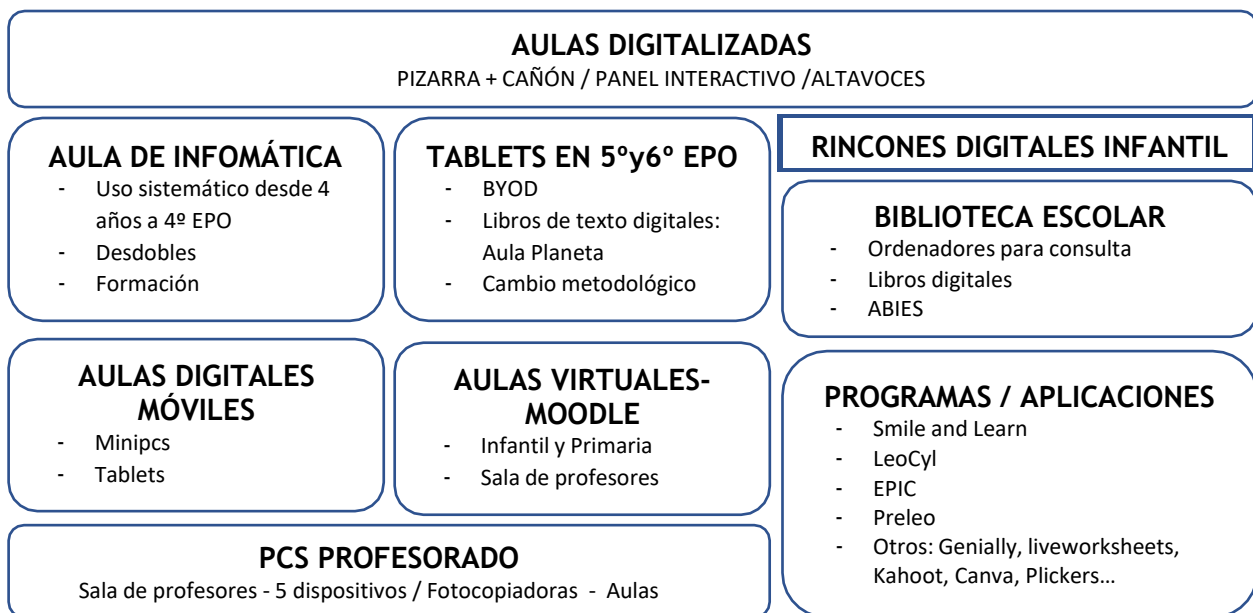 AULAS DIGITALIZADAS
PIZARRA + CAÑÓN / PANEL INTERACTIVO /ALTAVOCES
AULA DE INFOMÁTICA
- Uso sistemático desde 4
años a 4º EPO
- Desdobles
- Formación
TABLETS EN 5ºy6º EPO
- BYOD
- Libros de texto digitales:
Aula Planeta
- Cambio metodológico
RINCONES DIGITALES INFANTIL
BIBLIOTECA ESCOLAR
- Ordenadores para consulta
- Libros digitales
- ABIES
AULAS DIGITALES
MÓVILES
- Minipcs
- Tablets
AULAS VIRTUALES-
MOODLE
- Infantil y Primaria
- Sala de profesores
PROGRAMAS / APLICACIONES
- Smile and Learn
- LeoCyl
- EPIC
- Preleo
- Otros: Genially, liveworksheets,
Kahoot, Canva, Plickers...
PCS PROFESORADO
Sala de profesores - 5 dispositivos / Fotocopiadoras - Aulas